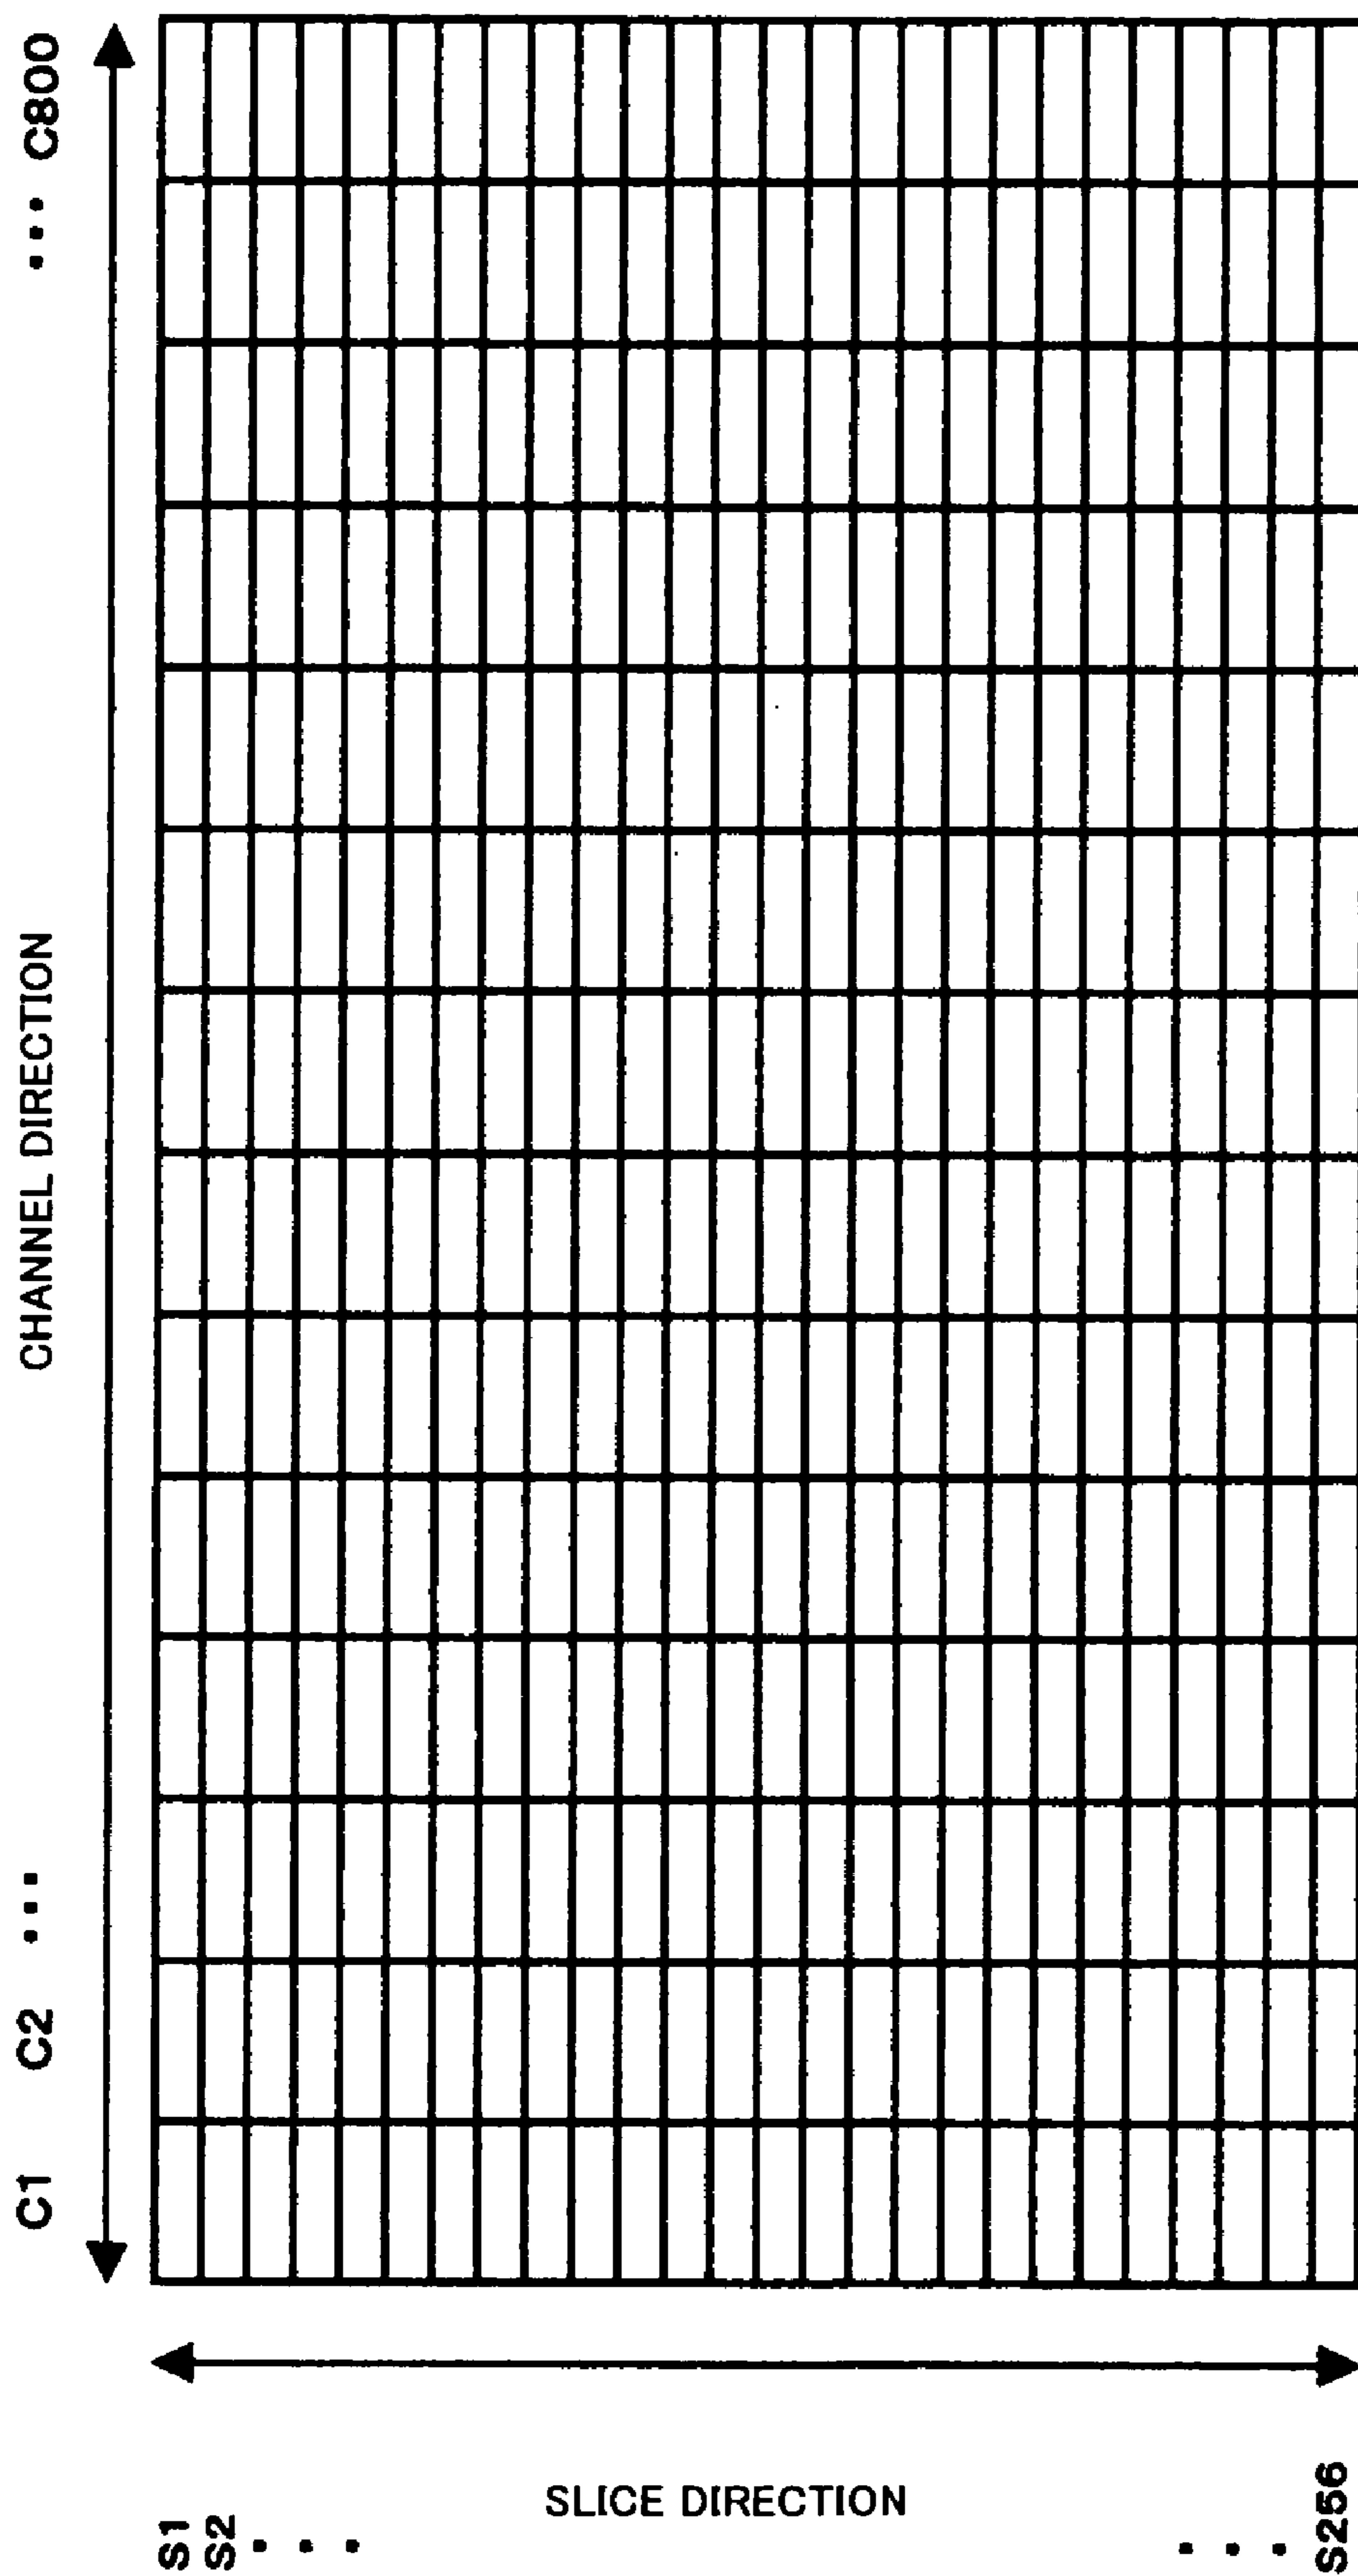 CHANNEL DIRECTION
C1 C2 ... ... C800
S1
S2
...
SLICE DIRECTION
...
S256